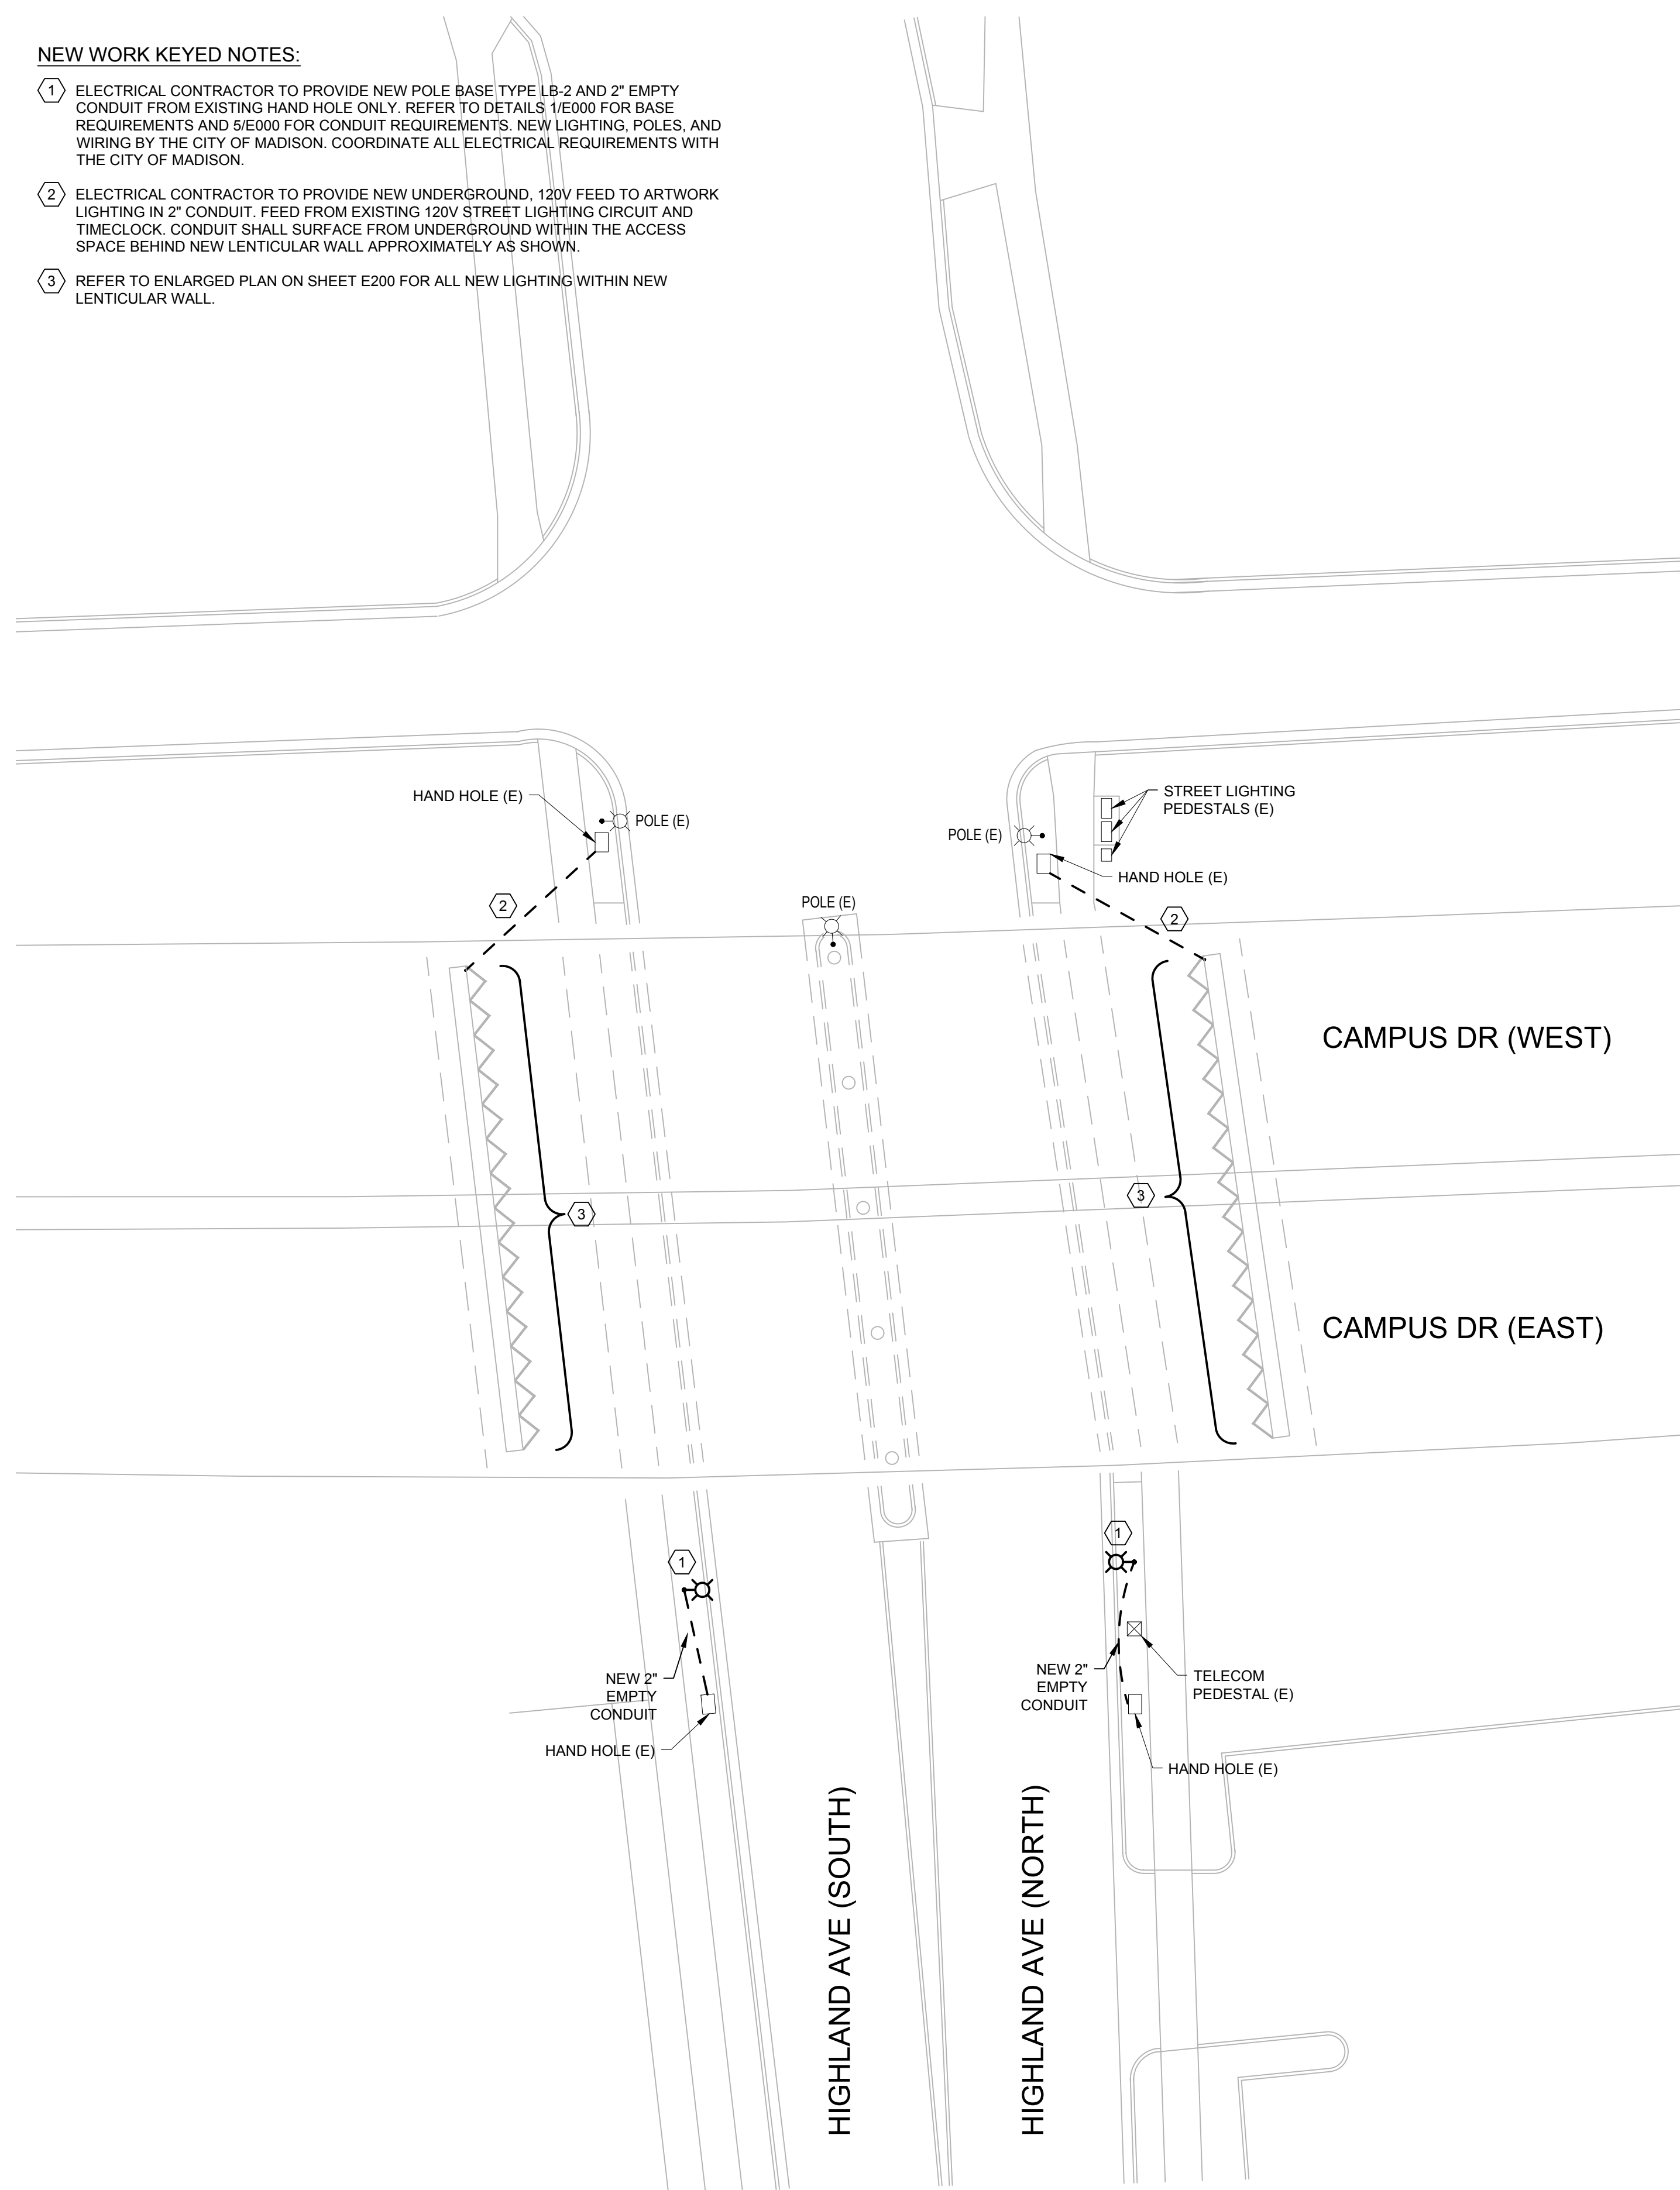 NEW WORK KEYED NOTES:
1 ELECTRICAL CONTRACTOR TO PROVIDE NEW POLE BASE TYPE LB-2 AND 2" EMPTY
CONDUIT FROM EXISTING HAND HOLE ONLY. REFER TO DETAILS 1/E000 FOR BASE
REQUIREMENTS AND 5/E000 FOR CONDUIT REQUIREMENTS. NEW LIGHTING, POLES, AND
WIRING BY THE CITY OF MADISON. COORDINATE ALL ELECTRICAL REQUIREMENTS WITH
THE CITY OF MADISON.
2 ELECTRICAL CONTRACTOR TO PROVIDE NEW UNDERGROUND, 120V FEED TO ARTWORK
LIGHTING IN 2" CONDUIT. FEED FROM EXISTING 120V STREET LIGHTING CIRCUIT AND
TIMECLOCK. CONDUIT SHALL SURFACE FROM UNDERGROUND WITHIN THE ACCESS
SPACE BEHIND NEW LENTICULAR WALL APPROXIMATELY AS SHOWN.
3 REFER TO ENLARGED PLAN ON SHEET E200 FOR ALL NEW LIGHTING WITHIN NEW
LENTICULAR WALL.
HAND HOLE (E)
POLE (E)
STREET LIGHTING
PEDESTALS (E)
POLE (E)
HAND HOLE (E)
POLE (E)
2
2
CAMPUS DR (WEST)
3
3
CAMPUS DR (EAST)
1
1
NEW 2"
EMPTY
CONDUIT
HAND HOLE (E)
NEW 2"
EMPTY
CONDUIT
TELECOM
PEDESTAL (E)
HAND HOLE (E)
HIGHLAND AVE (SOUTH)
HIGHLAND AVE (NORTH)